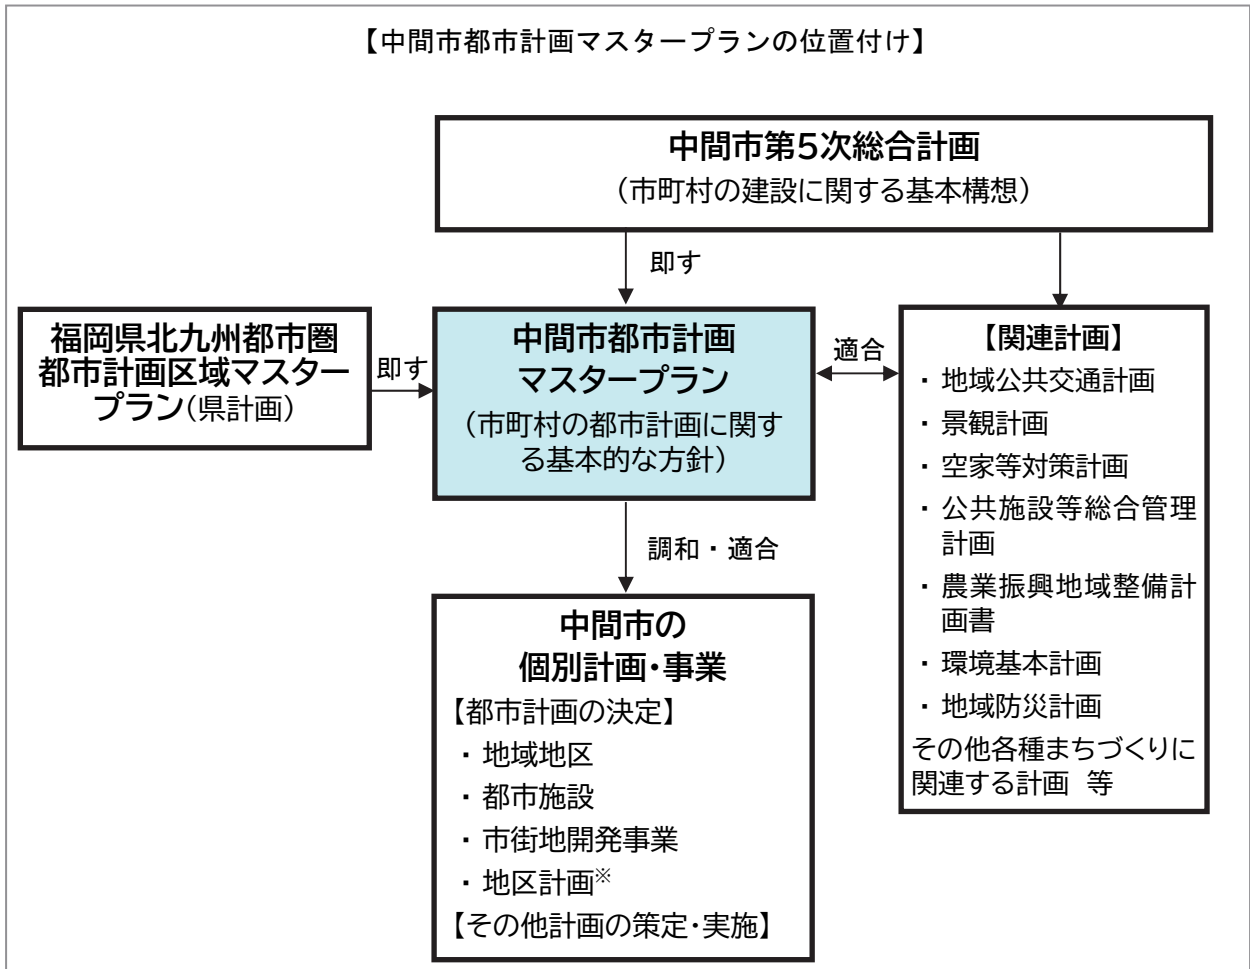 【中間市都市計画マスタープランの位置付け】
中間市第5次総合計画
（市町村の建設に関する基本構想）
即す
福岡県北九州都市圏
都市計画区域マスター
プラン（県計画）
即す
中間市都市計画
マスタープラン
（市町村の都市計画に関す
る基本的な方針）
適合
【関連計画】
・ 地域公共交通計画
・ 景観計画
・ 空家等対策計画
・ 公共施設等総合管理
計画
・ 農業振興地域整備計
画書
・ 環境基本計画
・ 地域防災計画
その他各種まちづくりに
関連する計画 等
調和・適合
中間市の
個別計画・事業
【都市計画の決定】
・ 地域地区
・ 都市施設
・ 市街地開発事業
・ 地区計画※
【その他計画の策定・実施】